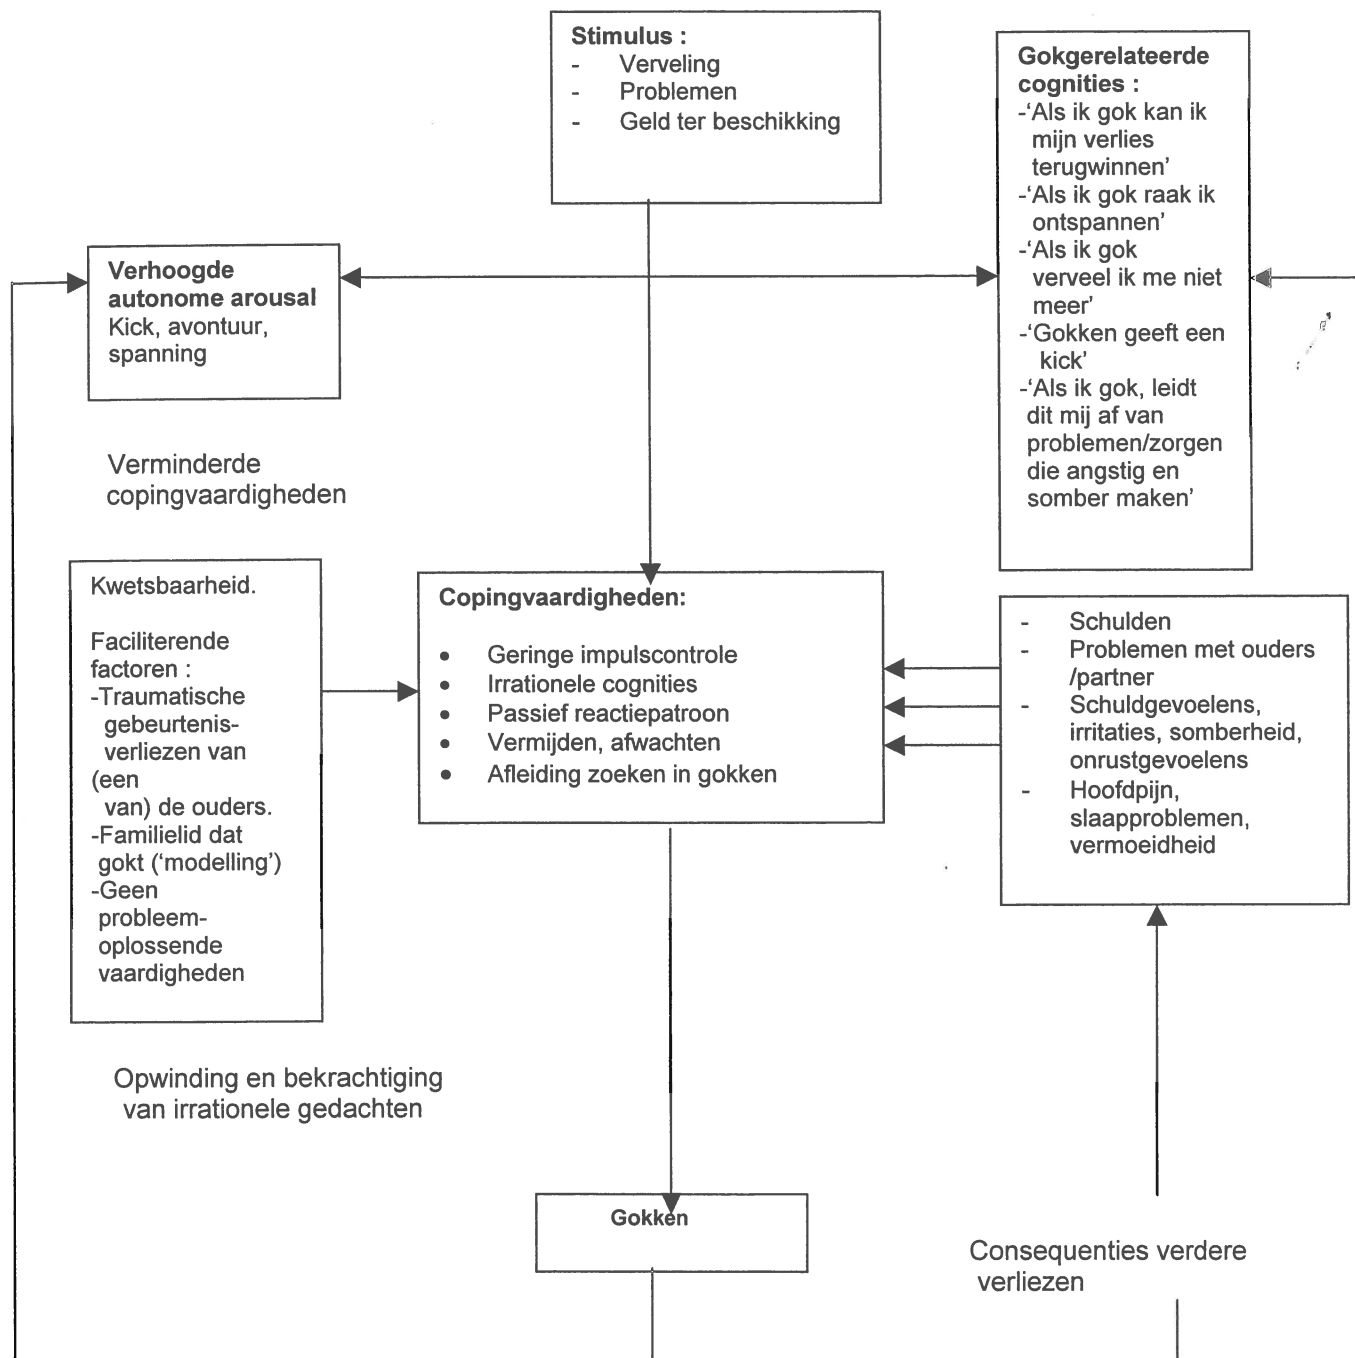 Stimulus :
- Verveling
- Problemen
- Geld ter beschikking
Gokgerelateerde
cognities :
-‘Als ik gok kan ik
mijn verlies
terugwinnen’
-‘Als ik gok raak ik
ontspannen’
-‘Als ik gok
verveel ik me niet
meer’
-‘Gokken geeft een
kick’
-‘Als ik gok, leidt
dit mij af van
problemen/zorgen
die angstig en
somber maken’
Verhoogde
autonome arousal
Kick, avontuur,
spanning
Verminderde
copingvaardigheden
Kwetsbaarheid.
Faciliterende
factoren :
-Traumatische
gebeurtenis-
verliezen van
(een
van) de ouders.
-Familielid dat
gokt (‘modelling’)
-Geen
probleem-
oplossende
vaardigheden
Copingvaardigheden:
• Geringe impulscontrole
• Irrationele cognities
• Passief reactiepatroon
• Vermijden, afwachten
• Afleiding zoeken in gokken
- Schulden
- Problemen met ouders
/partner
- Schuldgevoelens,
irritaties, somberheid,
onrustgevoelens
- Hoofdpijn,
slaapproblemen,
vermoeidheid
Opwinding en bekrachtiging
van irrationele gedachten
Gokken
Consequenties verdere
verliezen